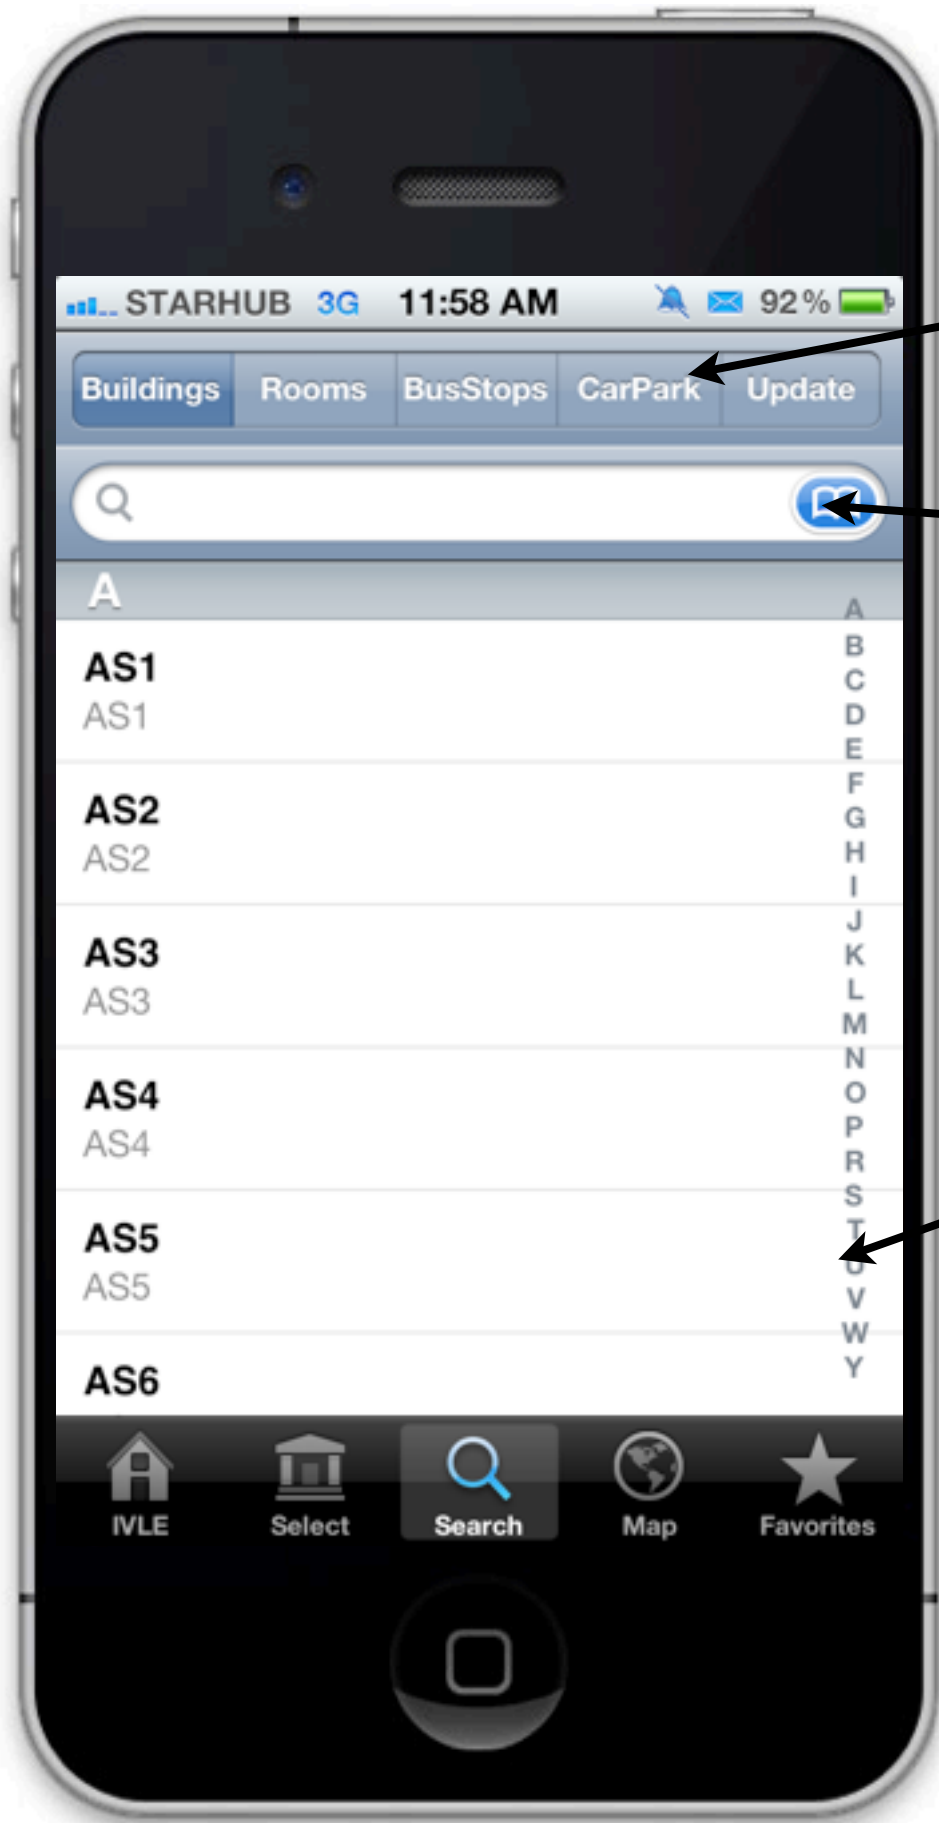 STARHUB 3G 11:58 AM 92%
Buildings Rooms BusStops CarPark Update
A
AS1
AS1
AS2
AS2
AS3
AS3
AS4
AS4
AS5
AS5
AS6
A
B
C
D
E
F
G
H
I
J
K
L
M
N
O
P
R
S
T
U
V
W
Y
IVLE Select Search Map Favorites